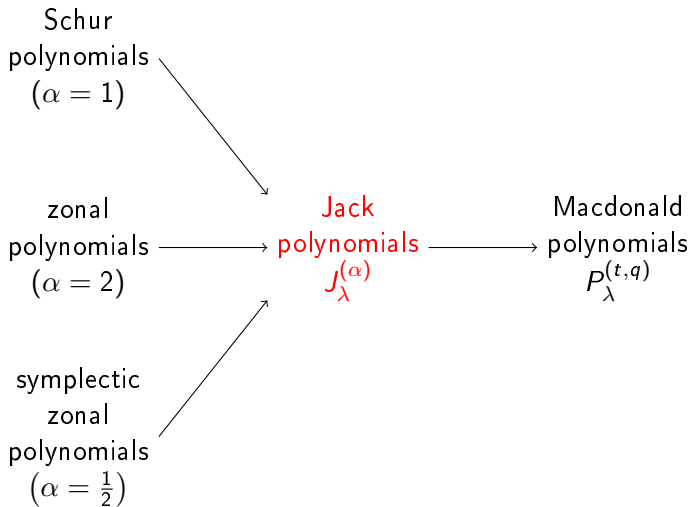 Schur
polynomials
(α = 1)
zonal
polynomials
(α = 2)
symplectic
zonal
polynomials
(α = 1/2)
Jack
polynomials
J_λ^{(α)}
Macdonald
polynomials
P_λ^{(t,q)}